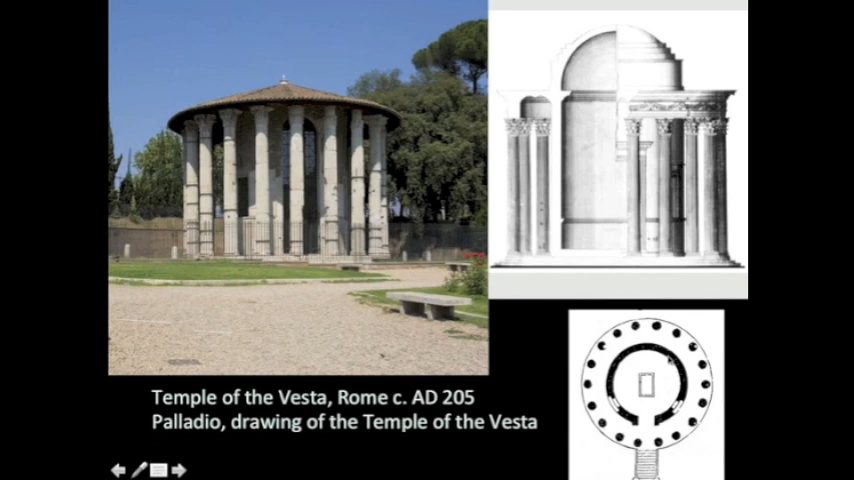 Temple of the Vesta, Rome c. AD 205
Palladio, drawing of the Temple of the Vesta